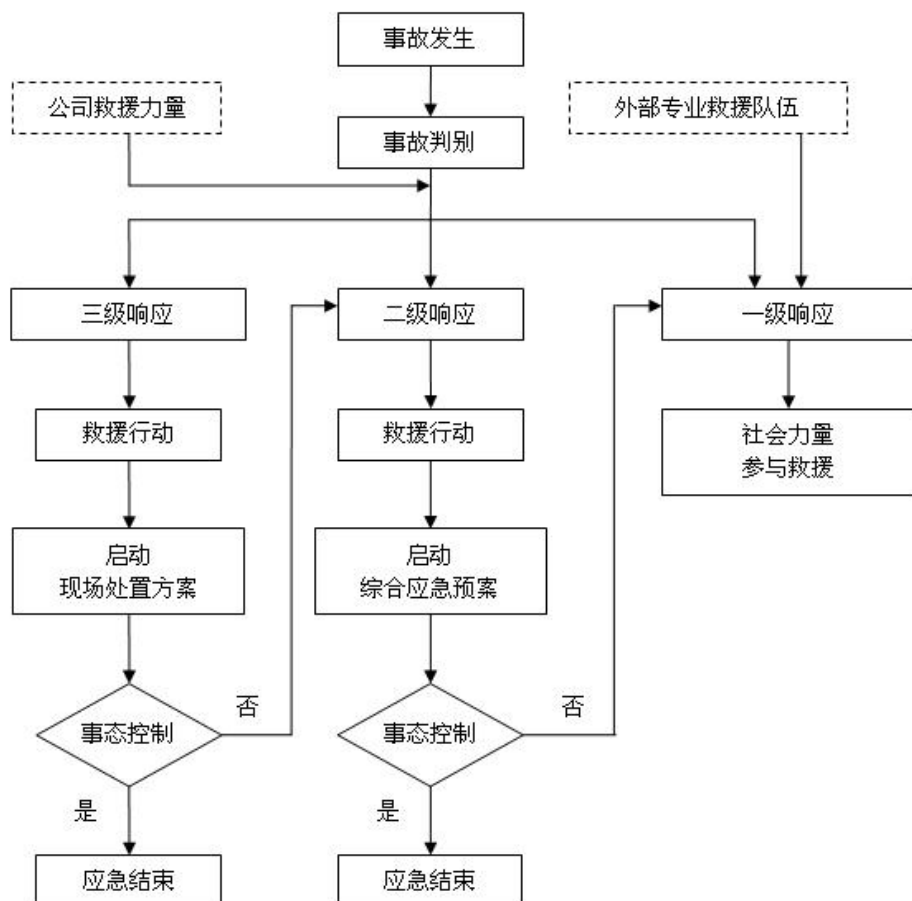 事故发生
公司救援力量
外部专业救援队伍
事故判别
三级响应
二级响应
一级响应
救援行动
救援行动
社会力量
参与救援
启动
现场处置方案
启动
综合应急预案
事态控制
否
事态控制
否
是
是
应急结束
应急结束